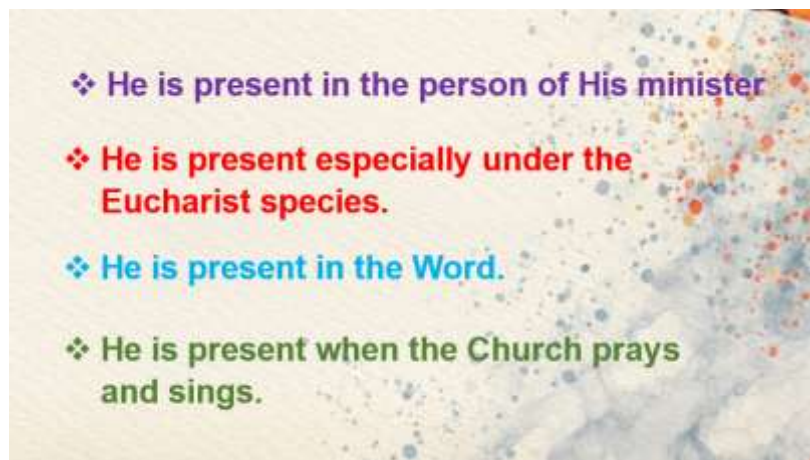 ❖ He is present in the person of His minister
❖ He is present especially under the
Eucharist species.
❖ He is present in the Word.
❖ He is present when the Church prays
and sings.